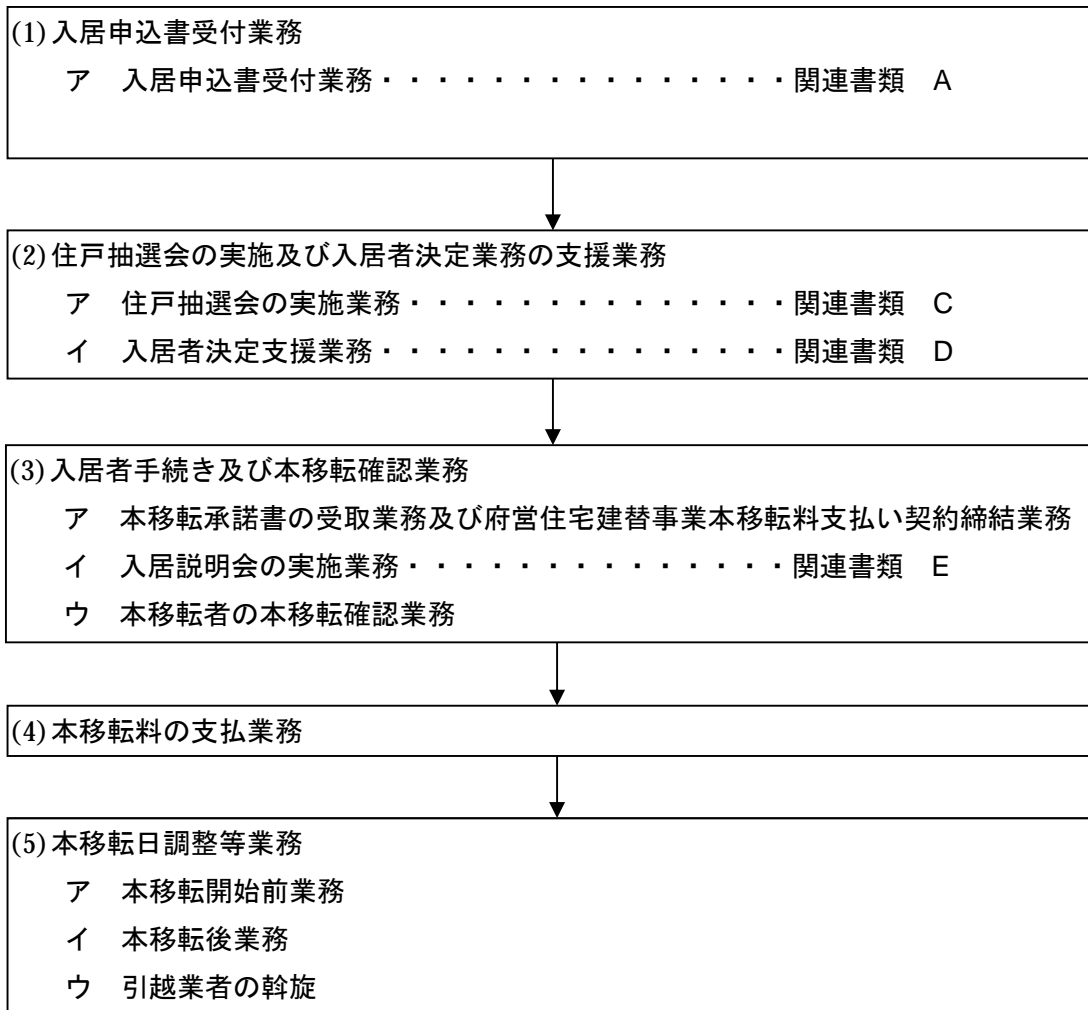 (1)入居申込書受付業務
ア 入居申込書受付業務・・・・・・・・・・・・・・・関連書類 A
(2)住戸抽選会の実施及び入居者決定業務の支援業務
ア 住戸抽選会の実施業務・・・・・・・・・・・・・・関連書類 C
イ 入居者決定支援業務・・・・・・・・・・・・・・・関連書類 D
(3)入居者手続き及び本移転確認業務
ア 本移転承諾書の受取業務及び府営住宅建替事業本移転料支払い契約締結業務
イ 入居説明会の実施業務・・・・・・・・・・・・・・関連書類 E
ウ 本移転者の本移転確認業務
(4)本移転料の支払業務
(5)本移転日調整等業務
ア 本移転開始前業務
イ 本移転後業務
ウ 引越業者の斡旋